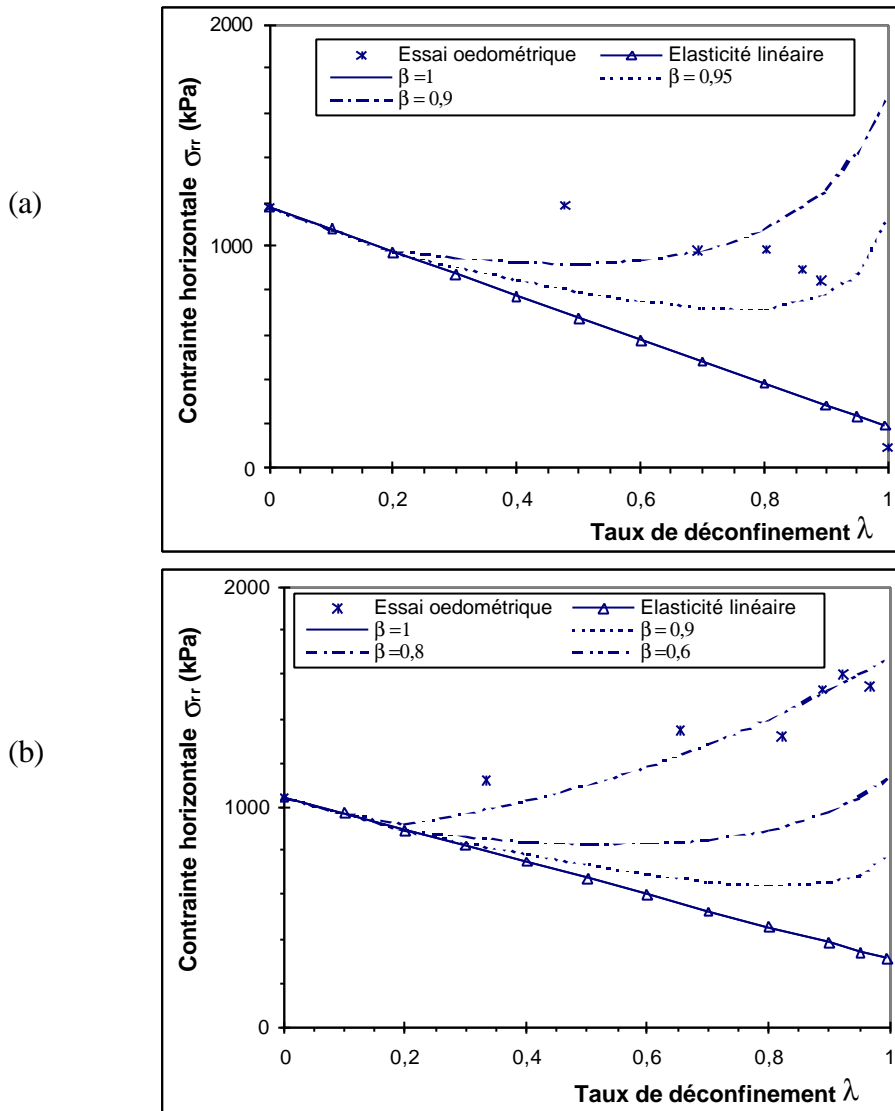 (a)
Contrainte horizontale σrr (kPa)
2000
1000
0
Essai oedométrique
Elasticité linéaire
β =1
β = 0,95
β = 0,9
0 0,2 0,4 0,6 0,8 1
Taux de déconfinement λ
(b)
Contrainte horizontale σrr (kPa)
2000
1000
0
Essai oedométrique
Elasticité linéaire
β=1
β = 0,9
β=0,8
β=0,6
0 0,2 0,4 0,6 0,8 1
Taux de déconfinement λ